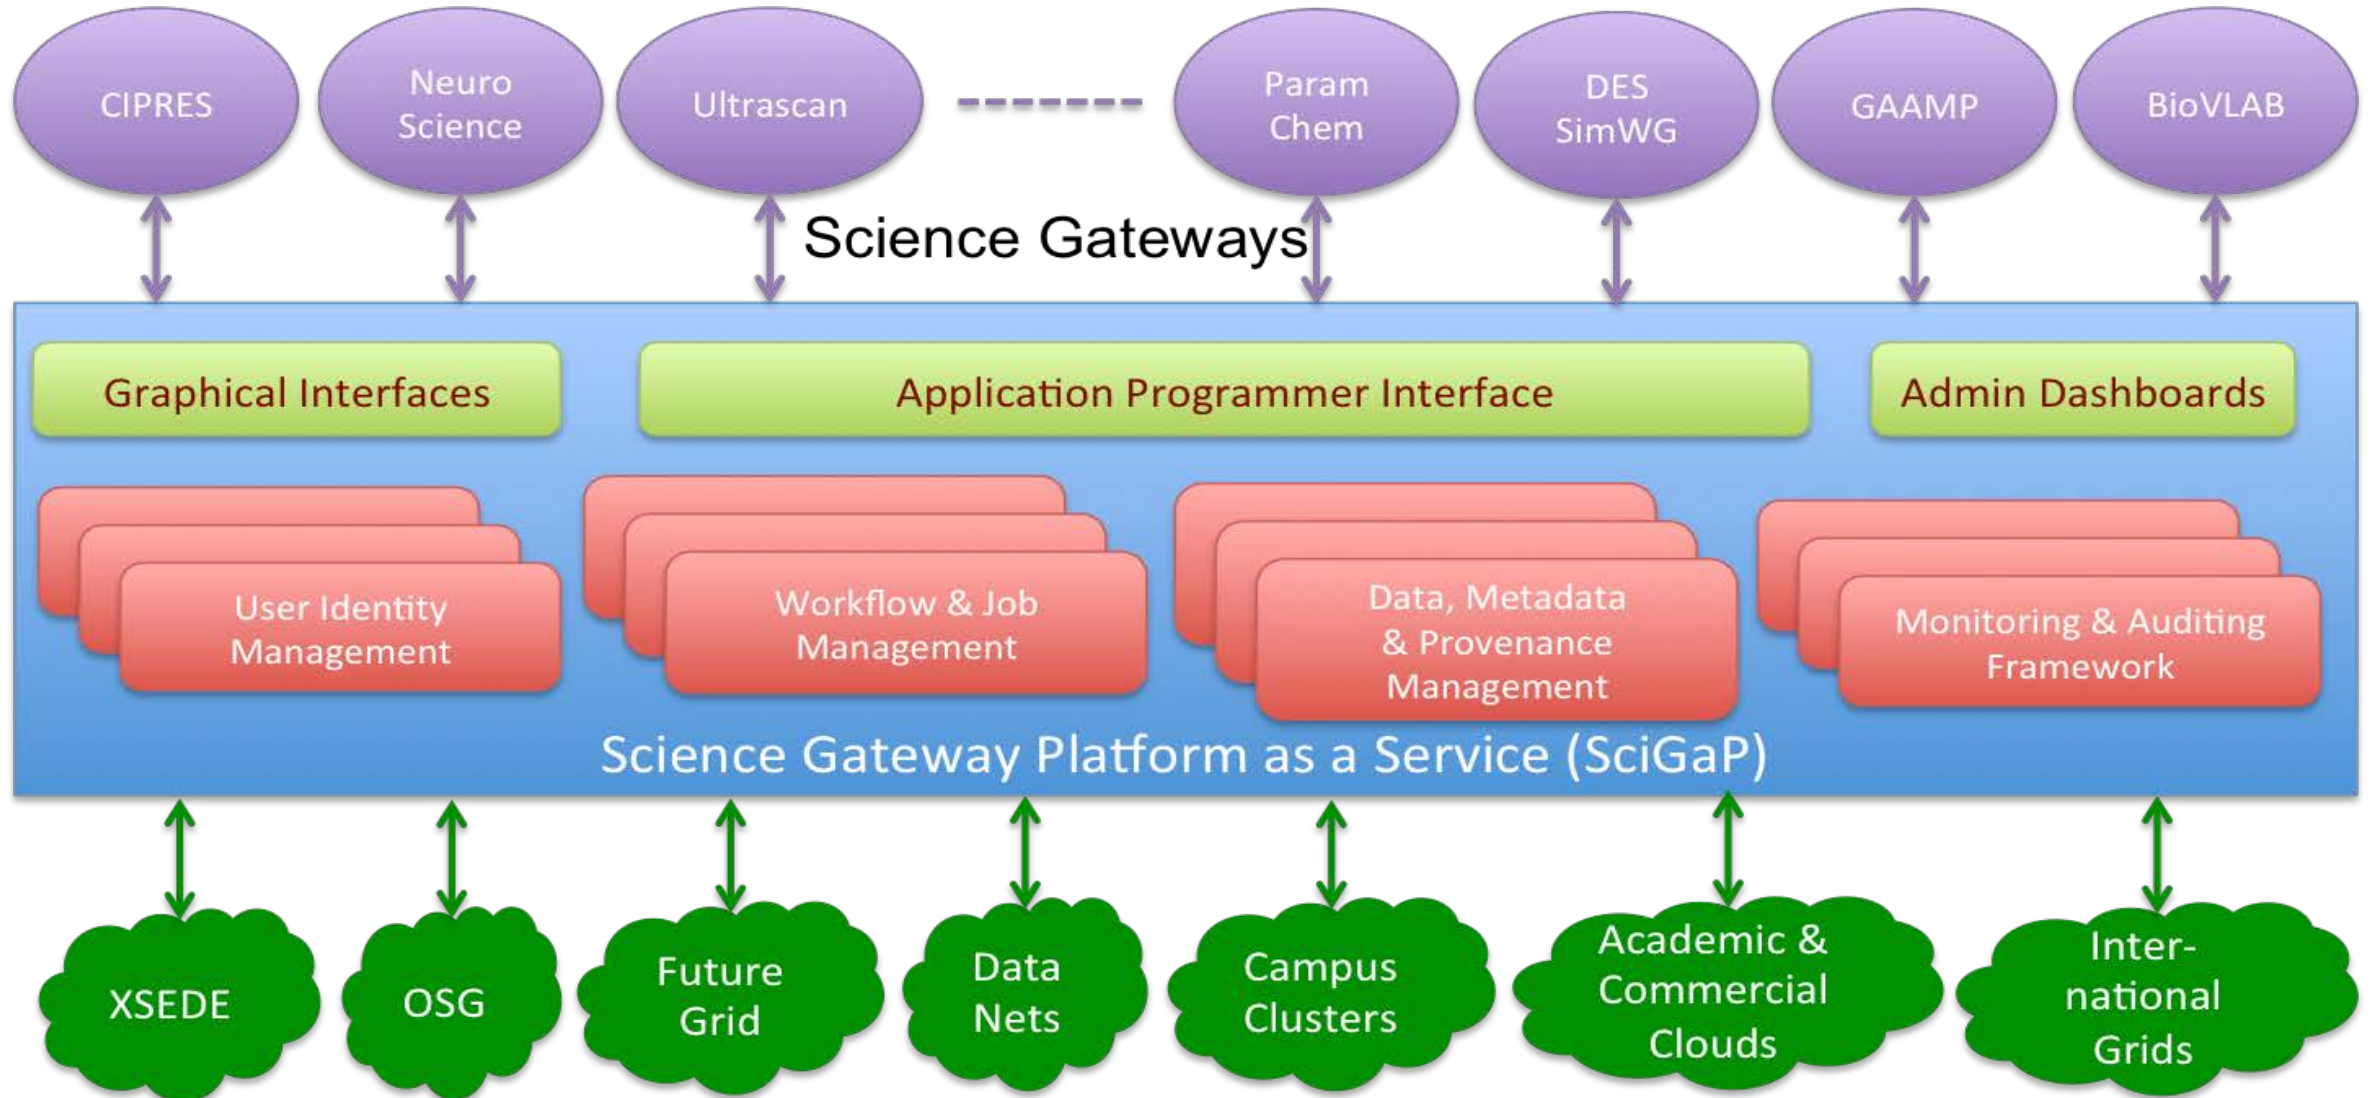 CIPRES
Neuro
Science
Ultrascan
Param
Chem
DES
SimWG
GAAMP
BioVLAB
Science Gateways
Graphical Interfaces
Application Programmer Interface
Admin Dashboards
User Identity
Management
Workflow & Job
Management
Data, Metadata
& Provenance
Management
Monitoring & Auditing
Framework
Science Gateway Platform as a Service (SciGaP)
XSEDE
OSG
Future
Grid
Data
Nets
Campus
Clusters
Academic &
Commercial
Clouds
Inter-
national
Grids